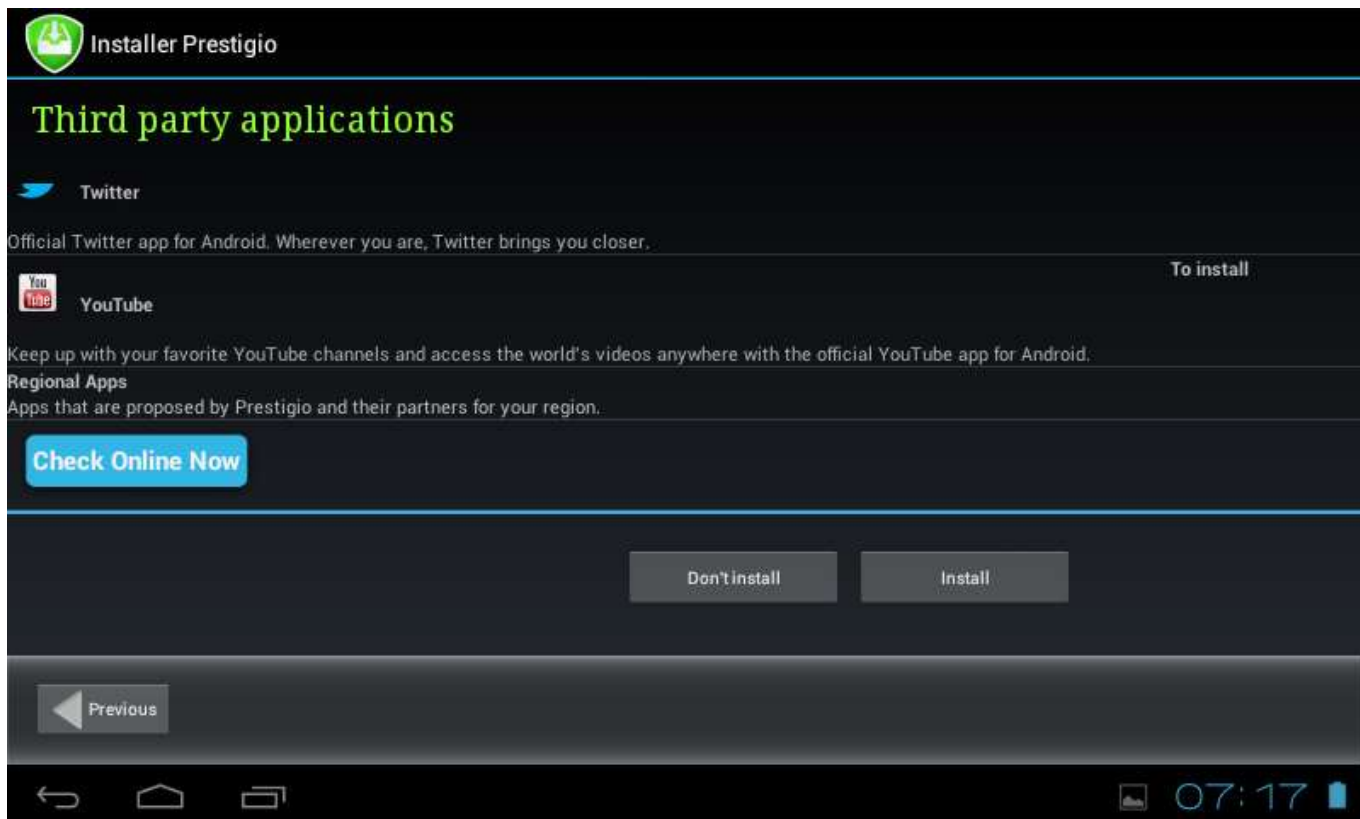 Installer Prestigio
Third party applications
Twitter
Official Twitter app for Android. Wherever you are, Twitter brings you closer.
To install
You
Tube
YouTube
Keep up with your favorite YouTube channels and access the world's videos anywhere with the official YouTube app for Android.
Regional Apps
Apps that are proposed by Prestigio and their partners for your region.
Check Online Now
Don't install
Install
Previous
07:17